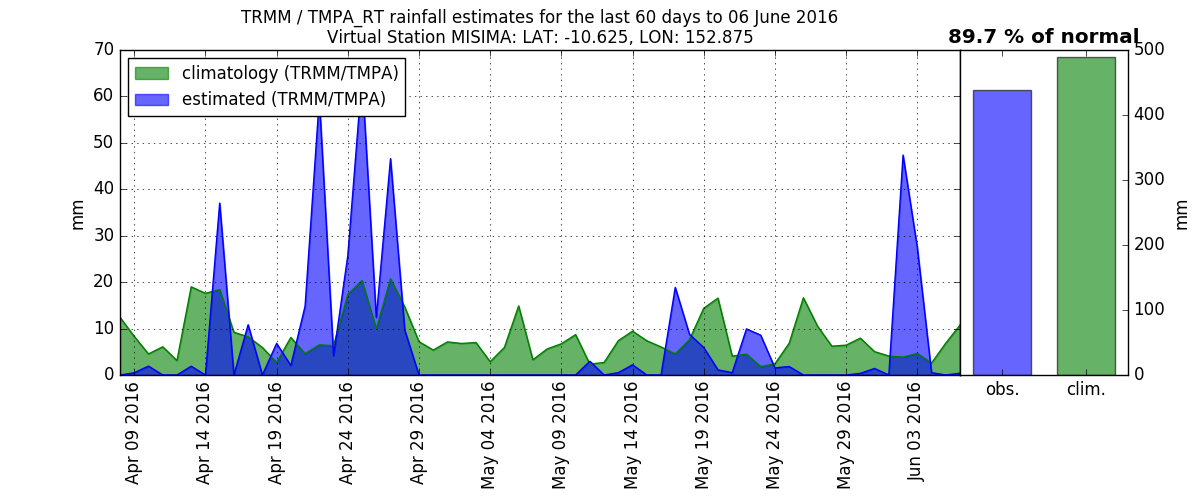 TRMM / TMPA_RT rainfall estimates for the last 60 days to 06 June 2016
Virtual Station MISIMA: LAT: -10.625, LON: 152.875
89.7 % of normal
climatology (TRMM/TMPA)
estimated (TRMM/TMPA)
70
60
50
40
30
20
10
0
mm
Apr 09 2016
Apr 14 2016
Apr 19 2016
Apr 24 2016
Apr 29 2016
May 04 2016
May 09 2016
May 14 2016
May 19 2016
May 24 2016
May 29 2016
Jun 03 2016
500
400
300
200
100
0
mm
obs.
clim.